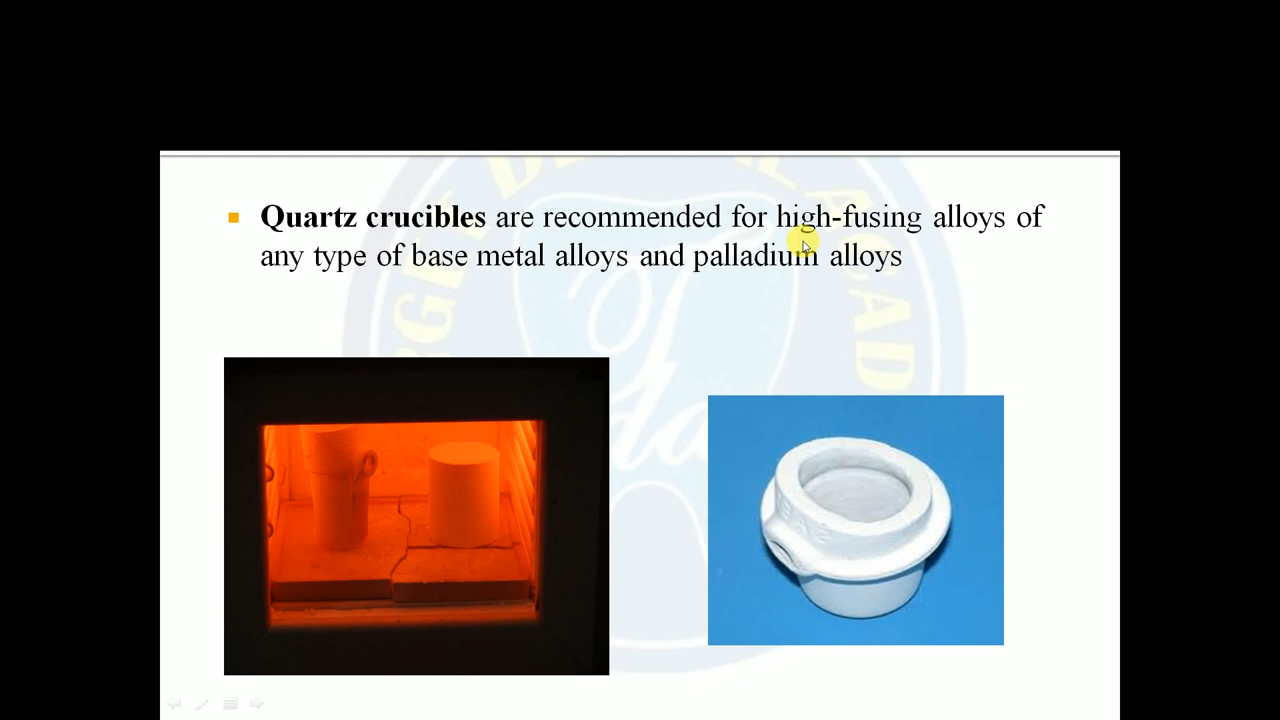 Quartz crucibles are recommended for high-fusing alloys of
any type of base metal alloys and palladium alloys